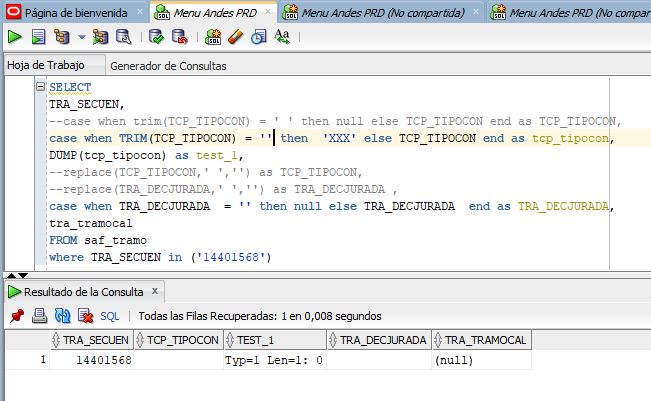 Página de bienvenida Menu Andes PRD Menu Andes PRD (No compartida) Menu Andes PRD (No compar
SQL SQL SQL
Aa
Hoja de Trabajo Generador de Consultas
SELECT
TRA_SECUEN,
--case when trim(TCP_TIPOCON) = ' ' then null else TCP_TIPOCON end as TCP_TIPOCON,
case when TRIM(TCP_TIPOCON) = '' then 'XXX' else TCP_TIPOCON end as tcp_tipocon,
DUMP(tcp_tipocon) as test_1,
--replace(TCP_TIPOCON,' ','') as TCP_TIPOCON,
--replace(TRA_DECJURADA,' ','') as TRA_DECJURADA ,
case when TRA_DECJURADA = '' then null else TRA_DECJURADA end as TRA_DECJURADA,
tra_tramocal
FROM saf_tramo
where TRA_SECUEN in ('14401568')
Resultado de la Consulta x
SQL | Todas las Filas Recuperadas: 1 en 0,008 segundos
TRA_SECUEN TCP_TIPOCON TEST_1 TRA_DECJURADA TRA_TRAMOCAL
1 14401568 Typ=1 Len=1: 0 (null)